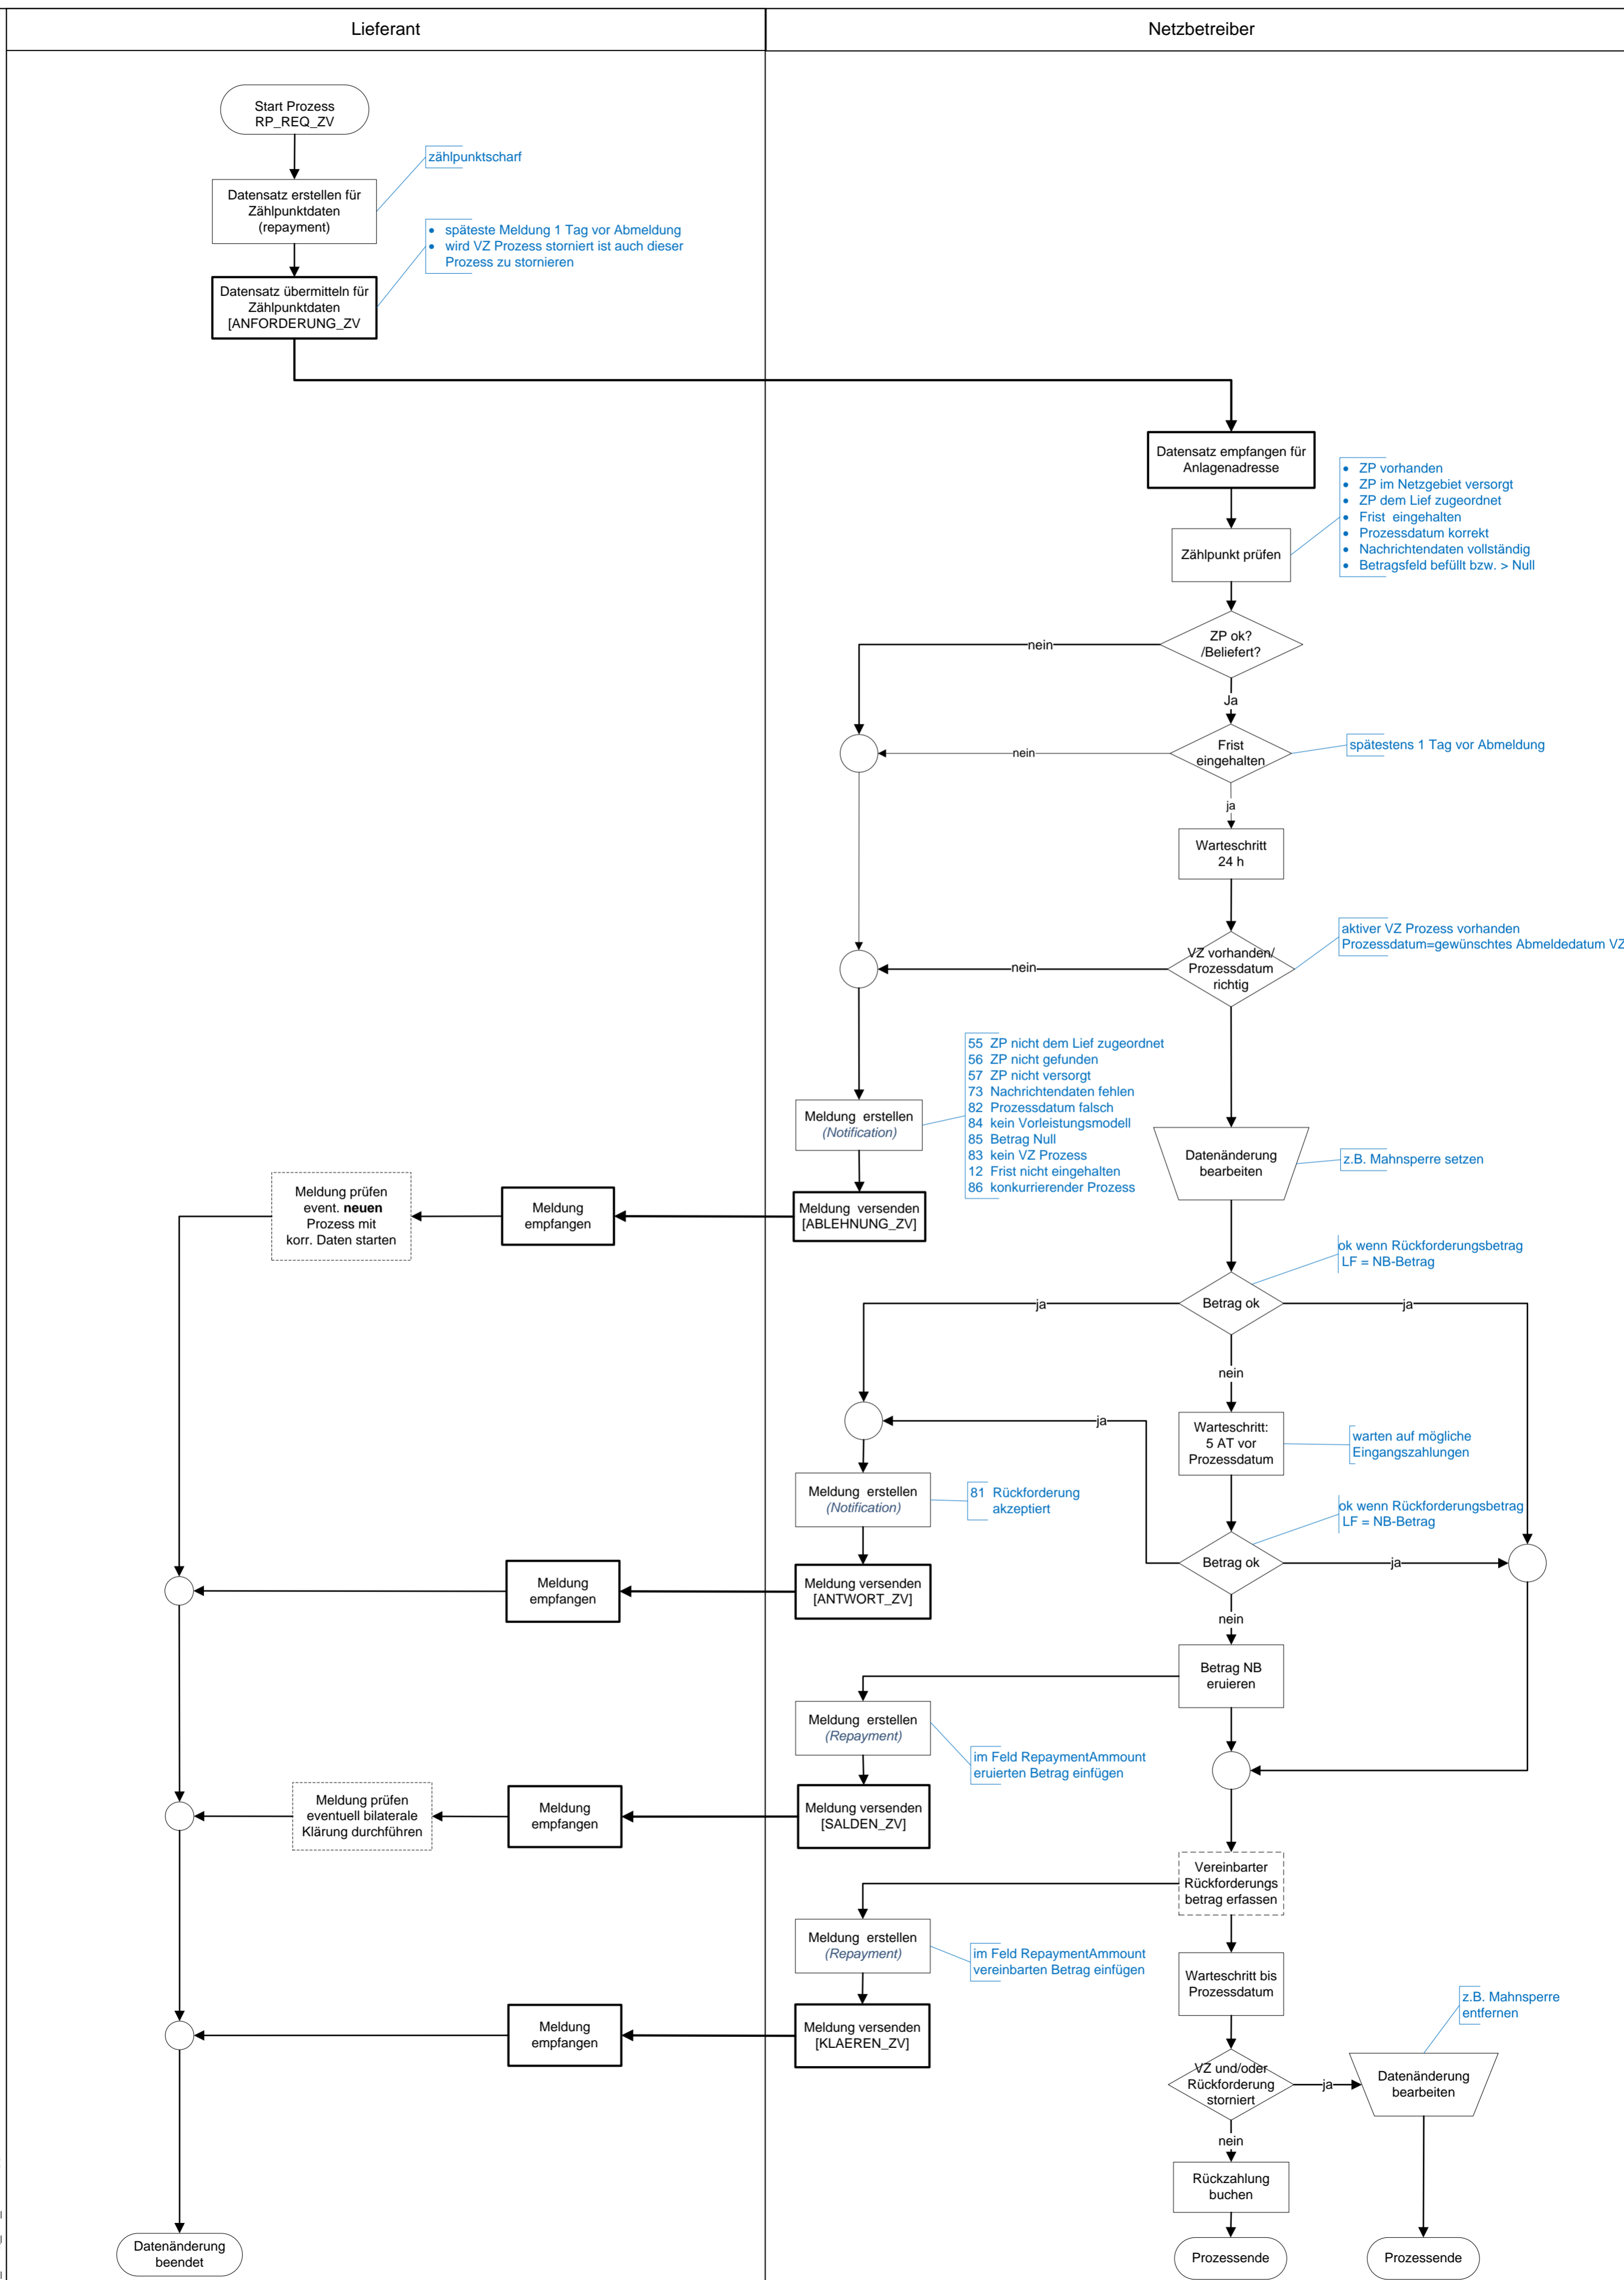 Lieferant
Netzbetreiber
Start Prozess
RP_REQ_ZV
zählpunktscharf
Datensatz erstellen für
Zählpunktdaten
(repayment)
• späteste Meldung 1 Tag vor Abmeldung
• wird VZ Prozess storniert ist auch dieser
Prozess zu stornieren
Datensatz übermitteln für
Zählpunktdaten
[ANFORDERUNG_ZV
Datensatz empfangen für
Anlagenadresse
• ZP vorhanden
• ZP im Netzgebiet versorgt
• ZP dem Lief zugeordnet
• Frist eingehalten
• Prozessdatum korrekt
• Nachrichtendaten vollständig
• Betragsfeld befüllt bzw. > Null
Zählpunkt prüfen
ZP ok?
/Beliefert?
nein
Ja
Frist
eingehalten
nein
spätestens 1 Tag vor Abmeldung
ja
Warteschritt
24 h
aktiver VZ Prozess vorhanden
Prozessdatum=gewünschtes Abmeldedatum VZ
VZ vorhanden/
Prozessdatum
richtig
nein
55 ZP nicht dem Lief zugeordnet
56 ZP nicht gefunden
57 ZP nicht versorgt
73 Nachrichtendaten fehlen
82 Prozessdatum falsch
84 kein Vorleistungsmodell
85 Betrag Null
83 kein VZ Prozess
12 Frist nicht eingehalten
86 konkurrierender Prozess
Meldung erstellen
(Notification)
Datenänderung
bearbeiten
z.B. Mahnsperre setzen
Meldung prüfen
event. neuen
Prozess mit
korr. Daten starten
Meldung
empfangen
Meldung versenden
[ABLEHNUNG_ZV]
ok wenn Rückforderungsbetrag
LF = NB-Betrag
Betrag ok
ja
ja
nein
Warteschritt:
5 AT vor
Prozessdatum
warten auf mögliche
Eingangszahlungen
ja
Meldung erstellen
(Notification)
81 Rückforderung
akzeptiert
ok wenn Rückforderungsbetrag
LF = NB-Betrag
Betrag ok
ja
Meldung
empfangen
Meldung versenden
[ANTWORT_ZV]
nein
Betrag NB
eruieren
Meldung erstellen
(Repayment)
im Feld RepaymentAmmount
eruierten Betrag einfügen
Meldung prüfen
eventuell bilaterale
Klärung durchführen
Meldung
empfangen
Meldung versenden
[SALDEN_ZV]
Vereinbarter
Rückforderungs
betrag erfassen
Meldung erstellen
(Repayment)
im Feld RepaymentAmmount
vereinbarten Betrag einfügen
Warteschritt bis
Prozessdatum
z.B. Mahnsperre
entfernen
Meldung
empfangen
Meldung versenden
[KLAEREN_ZV]
VZ und/oder
Rückforderung
storniert
ja
Datenänderung
bearbeiten
nein
Rückzahlung
buchen
Datenänderung
beendet
Prozessende
Prozessende